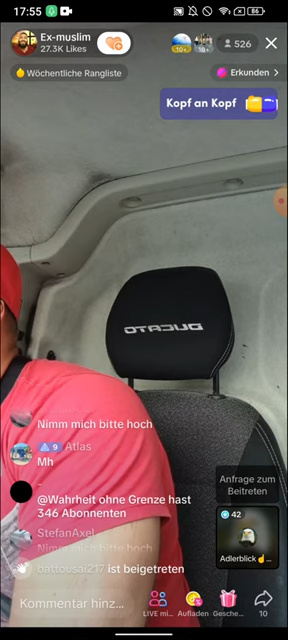 17:55
86
Ex-muslim
27.3K Likes
10+
526
Wöchentliche Rangliste
Erkunden >
Kopf an Kopf
DUCATO
Nimm mich bitte hoch
9 Atlas
Mh
-
@Wahrheit ohne Grenze hast
346 Abonnenten
StefanAxel
Nimm mich bitte hoch
battousai217 ist beigetreten
Anfrage zum
Beitreten
42
Adlerblick☝️...
Kommentar hinz...
LIVE mi...
Aufladen
Gesche...
10